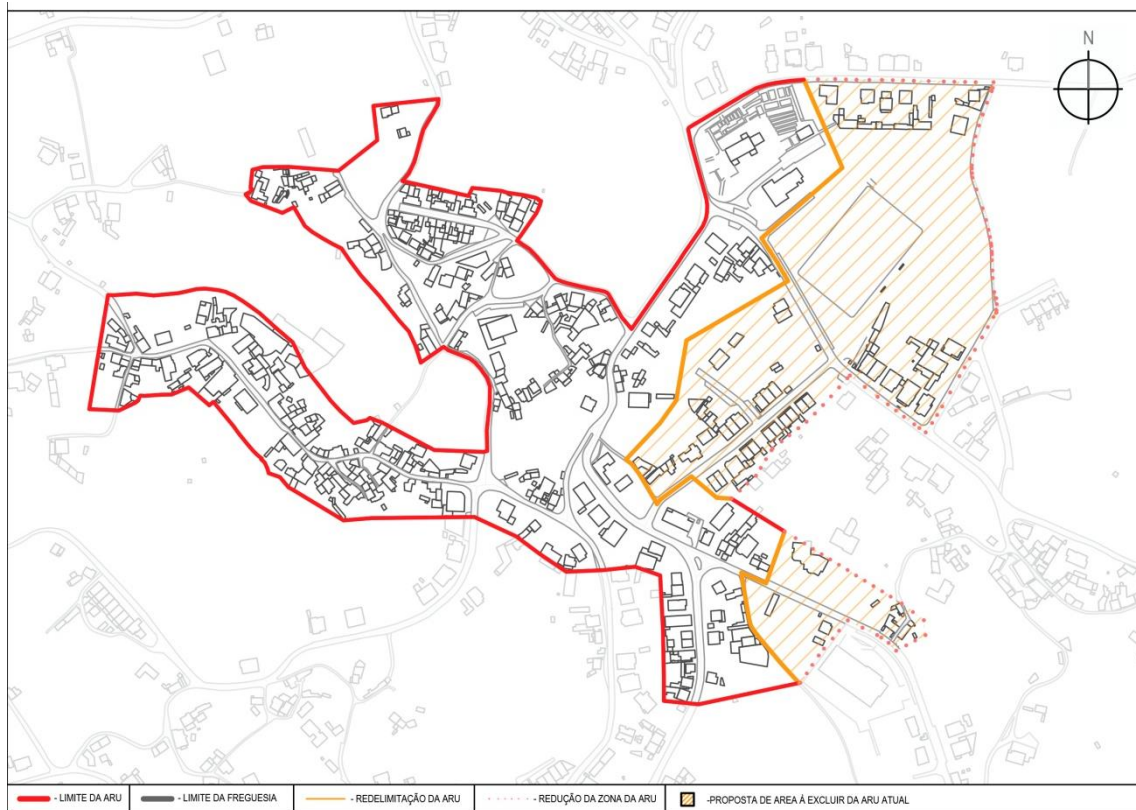 N
- LIMITE DA ARU
- LIMITE DA FREGUESIA
- REDELIMITAÇÃO DA ARU
- REDUÇÃO DA ZONA DA ARU
-PROPOSTA DE AREA Á EXCLUIR DA ARU ATUAL